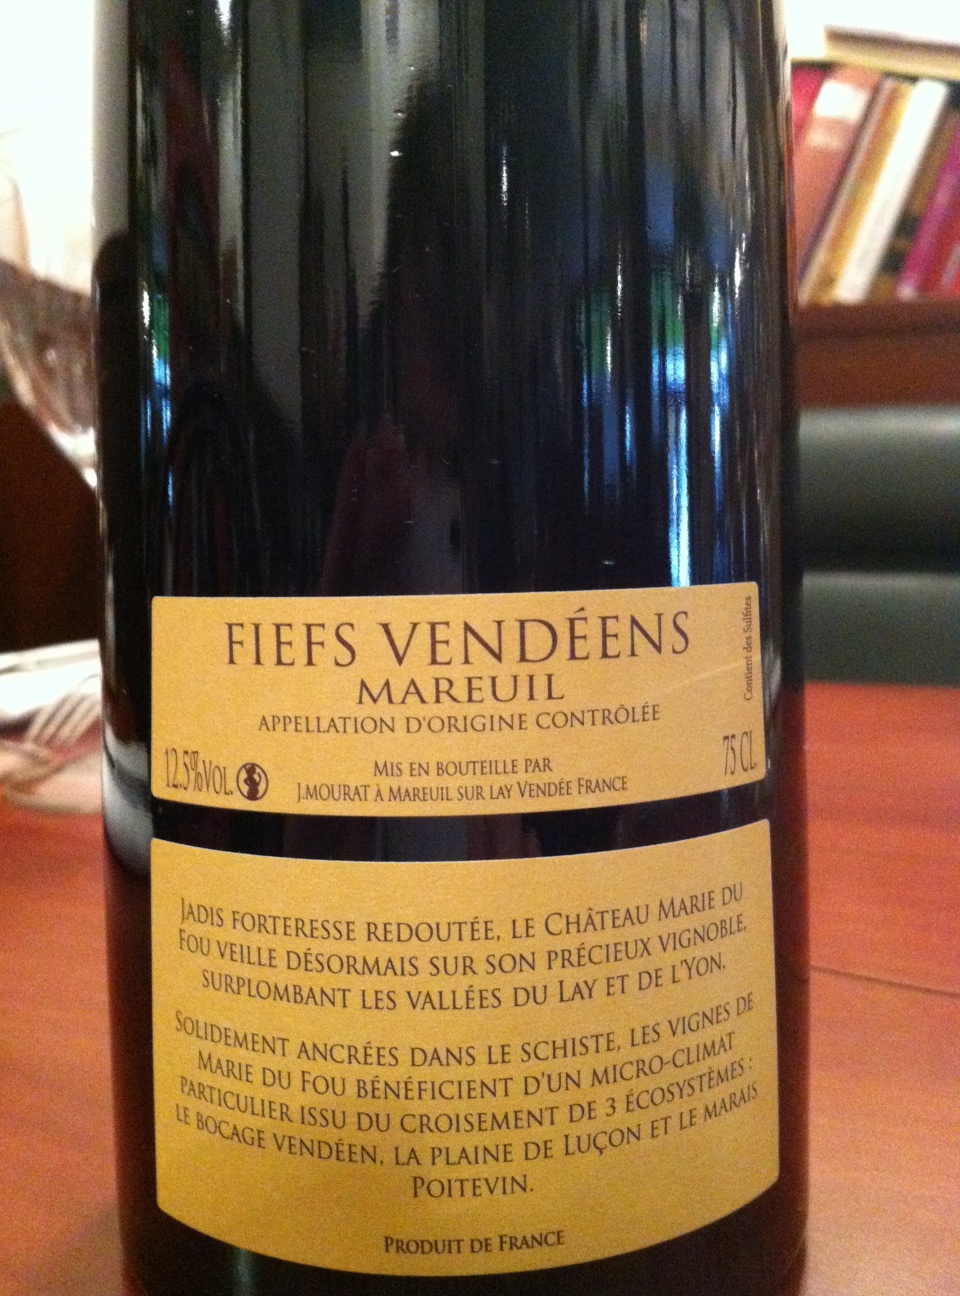 FIEFS VENDÉENS
MAREUIL
APPELLATION D'ORIGINE CONTRÔLÉE
Contient des Sulfites
12.5%VOL.
75 CL.
MIS EN BOUTEILLE PAR
J.MOURAT À MAREUIL SUR LAY VENDÉE FRANCE
JADIS FORTERESSE REDOUTÉE, LE CHÂTEAU MARIE DU
FOU VEILLE DÉSORMAIS SUR SON PRÉCIEUX VIGNOBLE,
SURPLOMBANT LES VALLÉES DU LAY ET DE L'YON.
SOLIDEMENT ANCRÉES DANS LE SCHISTE, LES VIGNES DE
MARIE DU FOU BÉNÉFICIENT D'UN MICRO-CLIMAT
PARTICULIER ISSU DU CROISEMENT DE 3 ÉCOSYSTÈMES :
LE BOCAGE VENDÉEN, LA PLAINE DE LUÇON ET LE MARAIS
POITEVIN.
PRODUIT DE FRANCE